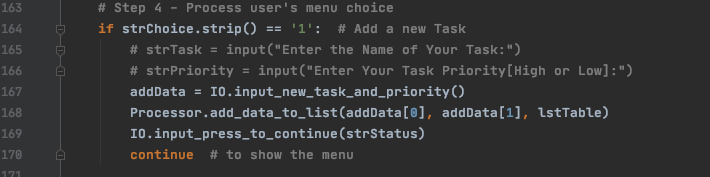 163 # Step 4 - Process user's menu choice
164 if strChoice.strip() == '1':  # Add a new Task
165 # strTask = input("Enter the Name of Your Task:")
166 # strPriority = input("Enter Your Task Priority[High or Low]:")
167 addData = IO.input_new_task_and_priority()
168 Processor.add_data_to_list(addData[0], addData[1], lstTable)
169 IO.input_press_to_continue(strStatus)
170 continue  # to show the menu
171